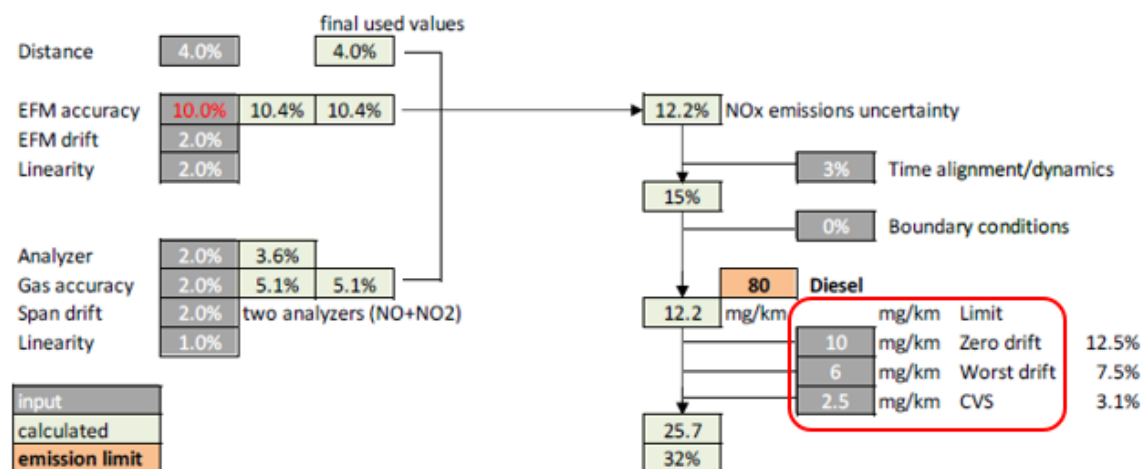 final used values
Distance 4.0% 4.0%
EFM accuracy 10.0% 10.4% 10.4% 12.2% NOx emissions uncertainty
EFM drift 2.0%
Linearity 2.0% 3% Time alignment/dynamics
15%
0% Boundary conditions
Analyzer 2.0% 3.6%
Gas accuracy 2.0% 5.1% 5.1% 80 Diesel
Span drift 2.0% two analyzers (NO+NO2) 12.2 mg/km mg/km Limit
Linearity 1.0% 10 mg/km Zero drift 12.5%
6 mg/km Worst drift 7.5%
input 2.5 mg/km CVS 3.1%
calculated 25.7
emission limit 32%